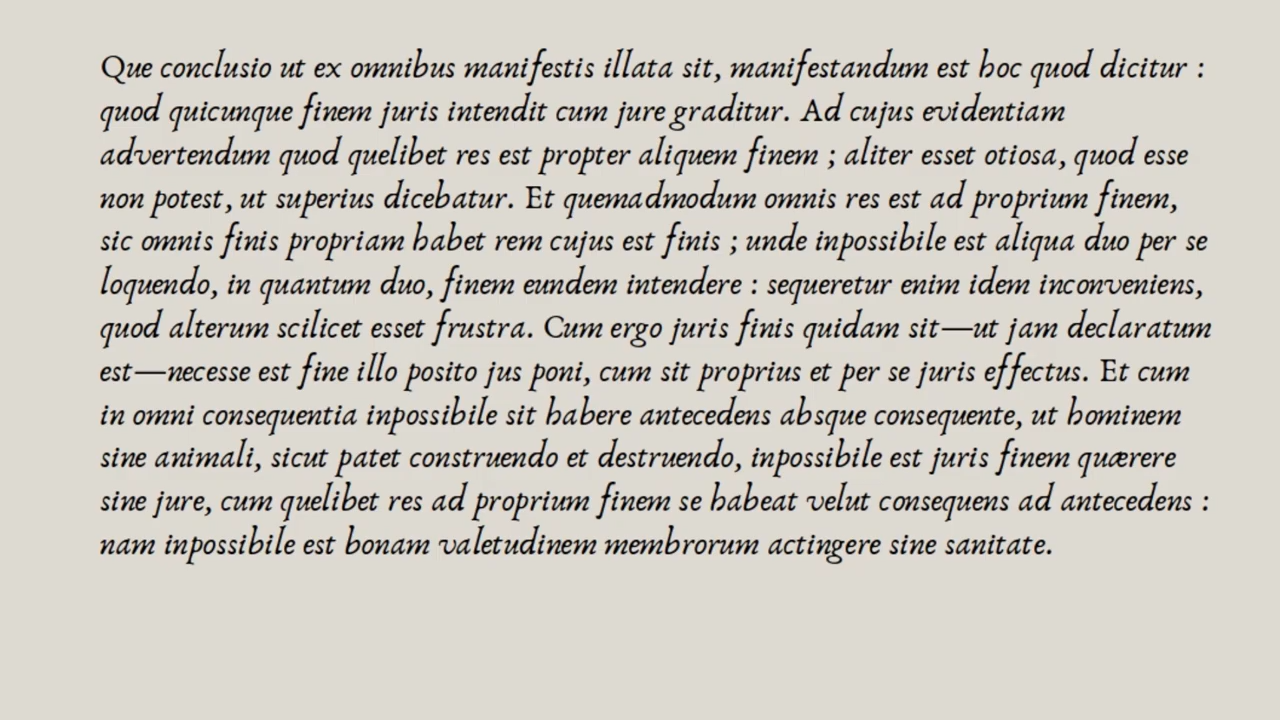 Que conclusio ut ex omnibus manifestis illata sit, manifestandum est hoc quod dicitur :
quod quicunque finem juris intendit cum jure graditur. Ad cujus evidentiam
advertendum quod quelibet res est propter aliquem finem ; aliter esset otiosa, quod esse
non potest, ut superius dicebatur. Et quemadmodum omnis res est ad proprium finem,
sic omnis finis propriam habet rem cujus est finis ; unde inpossibile est aliqua duo per se
loquendo, in quantum duo, finem eundem intendere : sequeretur enim idem inconveniens,
quod alterum scilicet esset frustra. Cum ergo juris finis quidam sit—ut jam declaratum
est—necesse est fine illo posito jus poni, cum sit proprius et per se juris effectus. Et cum
in omni consequentia inpossibile sit habere antecedens absque consequente, ut hominem
sine animali, sicut patet construendo et destruendo, inpossibile est juris finem quærere
sine jure, cum quelibet res ad proprium finem se habeat velut consequens ad antecedens :
nam inpossibile est bonam valetudinem membrorum actingere sine sanitate.